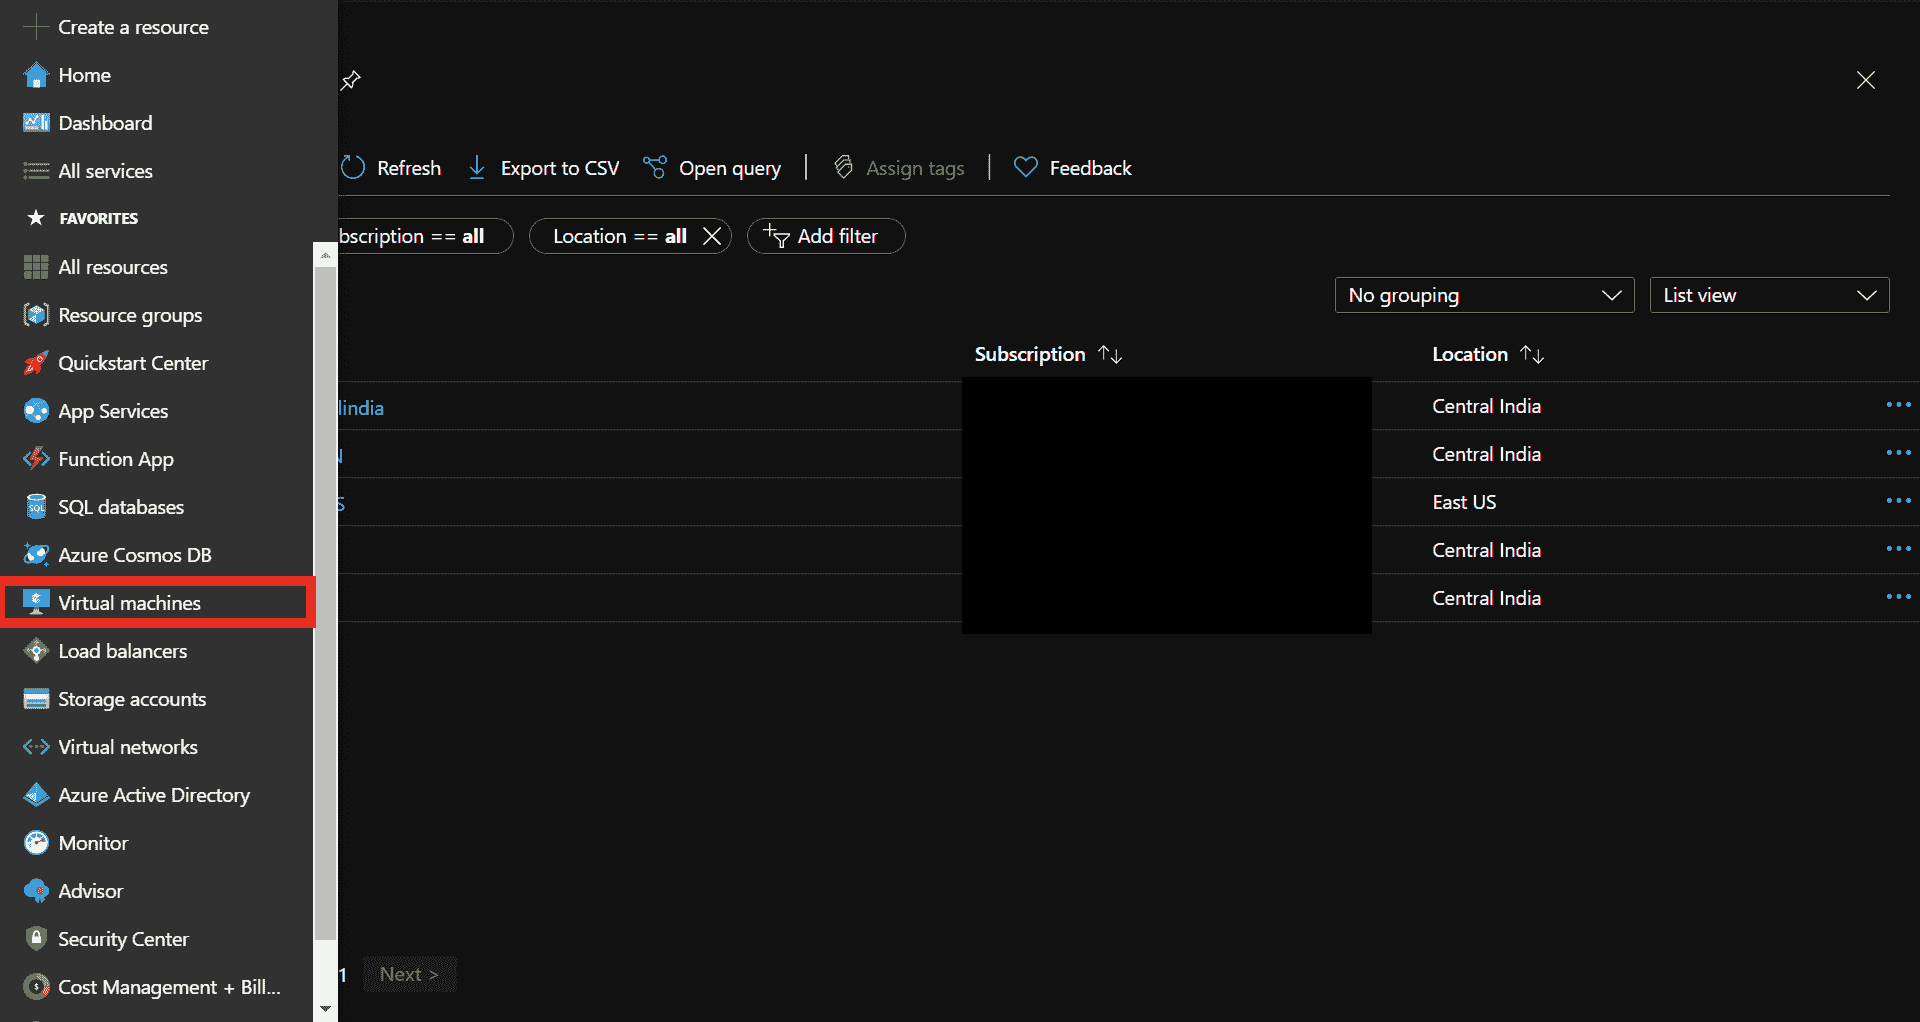 Create a resource
Home
Dashboard
All services
FAVORITES
All resources
Resource groups
Quickstart Center
App Services
Function App
SQL databases
Azure Cosmos DB
Virtual machines
Load balancers
Storage accounts
Virtual networks
Azure Active Directory
Monitor
Advisor
Security Center
Cost Management + Bill...
Refresh Export to CSV Open query | Assign tags | Feedback
bscription == all Location == all Add filter
No grouping List view
Subscription Location
lindia Central India
Central India
S East US
Central India
Central India
1 Next >